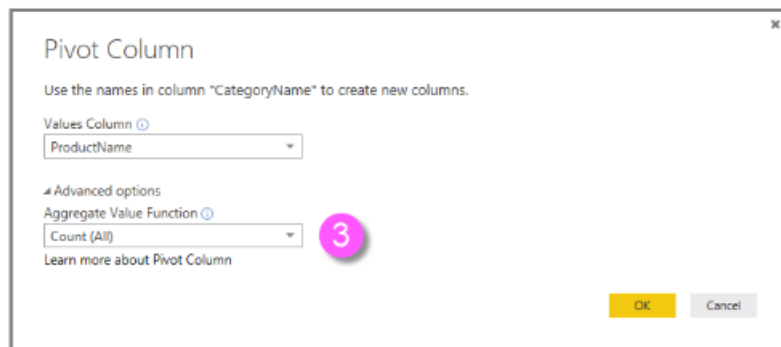 Pivot Column
Use the names in column "CategoryName" to create new columns.
Values Column
ProductName
Advanced options
Aggregate Value Function
Count (All)
3
Learn more about Pivot Column
OK
Cancel